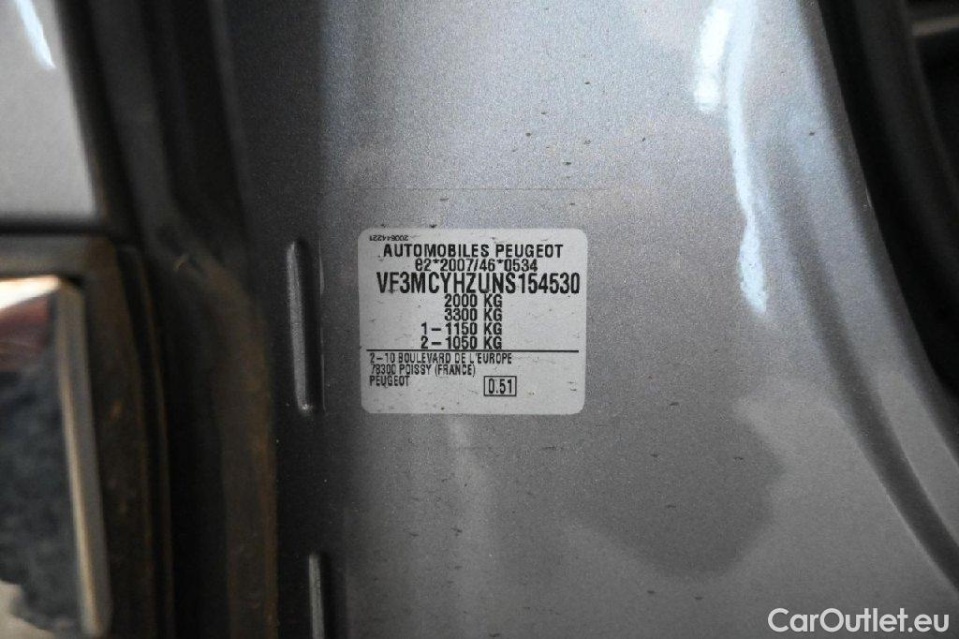 200644221
AUTOMOBILES PEUGEOT
e2*2007/46*0534
VF3MCYHZUNS154530
2000 KG
3300 KG
1-1150 KG
2-1050 KG
2-10 BOULEVARD DE L'EUROPE
78300 POISSY (FRANCE)
PEUGEOT
0.51
CarOutlet.eu